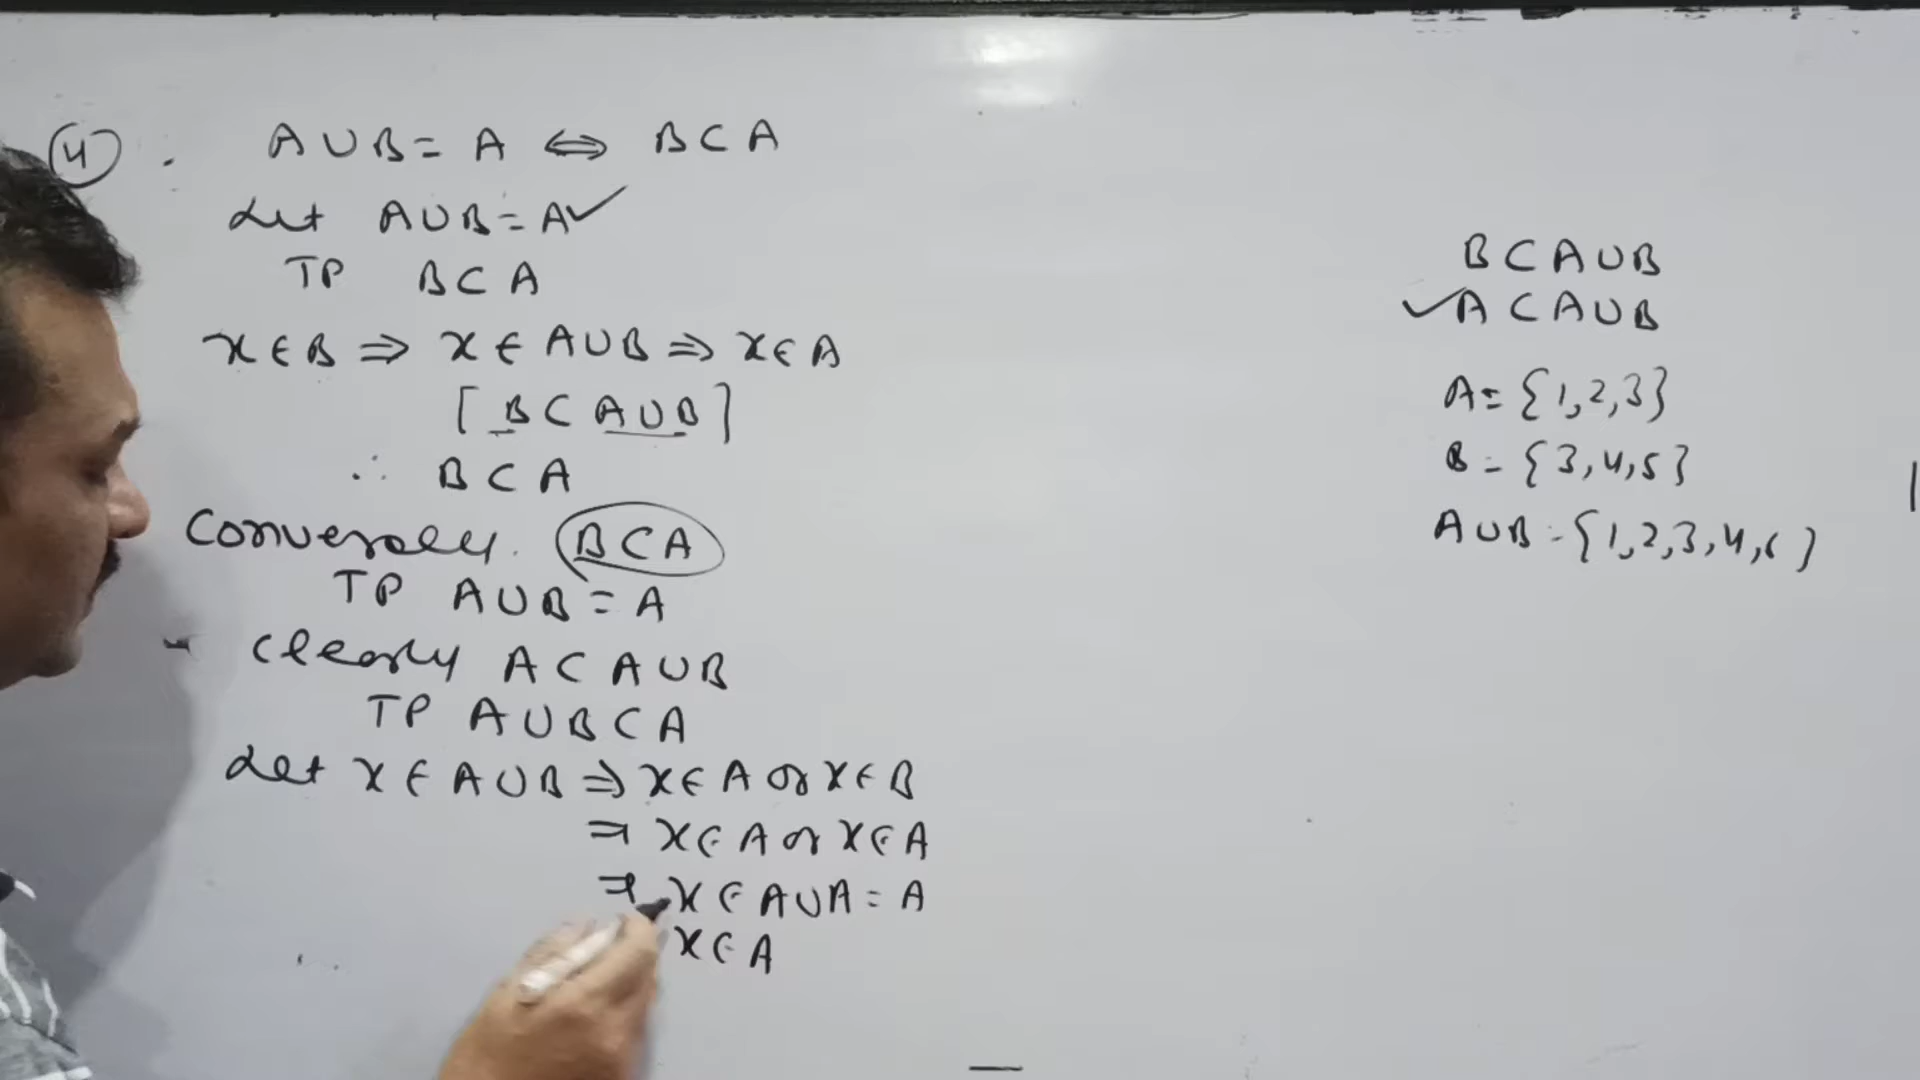 ④. A∪B = A ⇔ B⊂A
Let A∪B = A✓
TP B⊂A
x∈B ⇒ x∈A∪B ⇒ x∈A
[B⊂A∪B]
∴ B⊂A
Conversely. B⊂A
TP A∪B = A
Clearly A⊂A∪B
TP A∪B⊂A
Let x∈A∪B ⇒ x∈A or x∈B
⇒ x∈A or x∈A
⇒ x∈A∪A = A
x∈A
B⊂A∪B
✓A⊂A∪B
A = {1,2,3}
B = {3,4,5}
A∪B = {1,2,3,4,5}